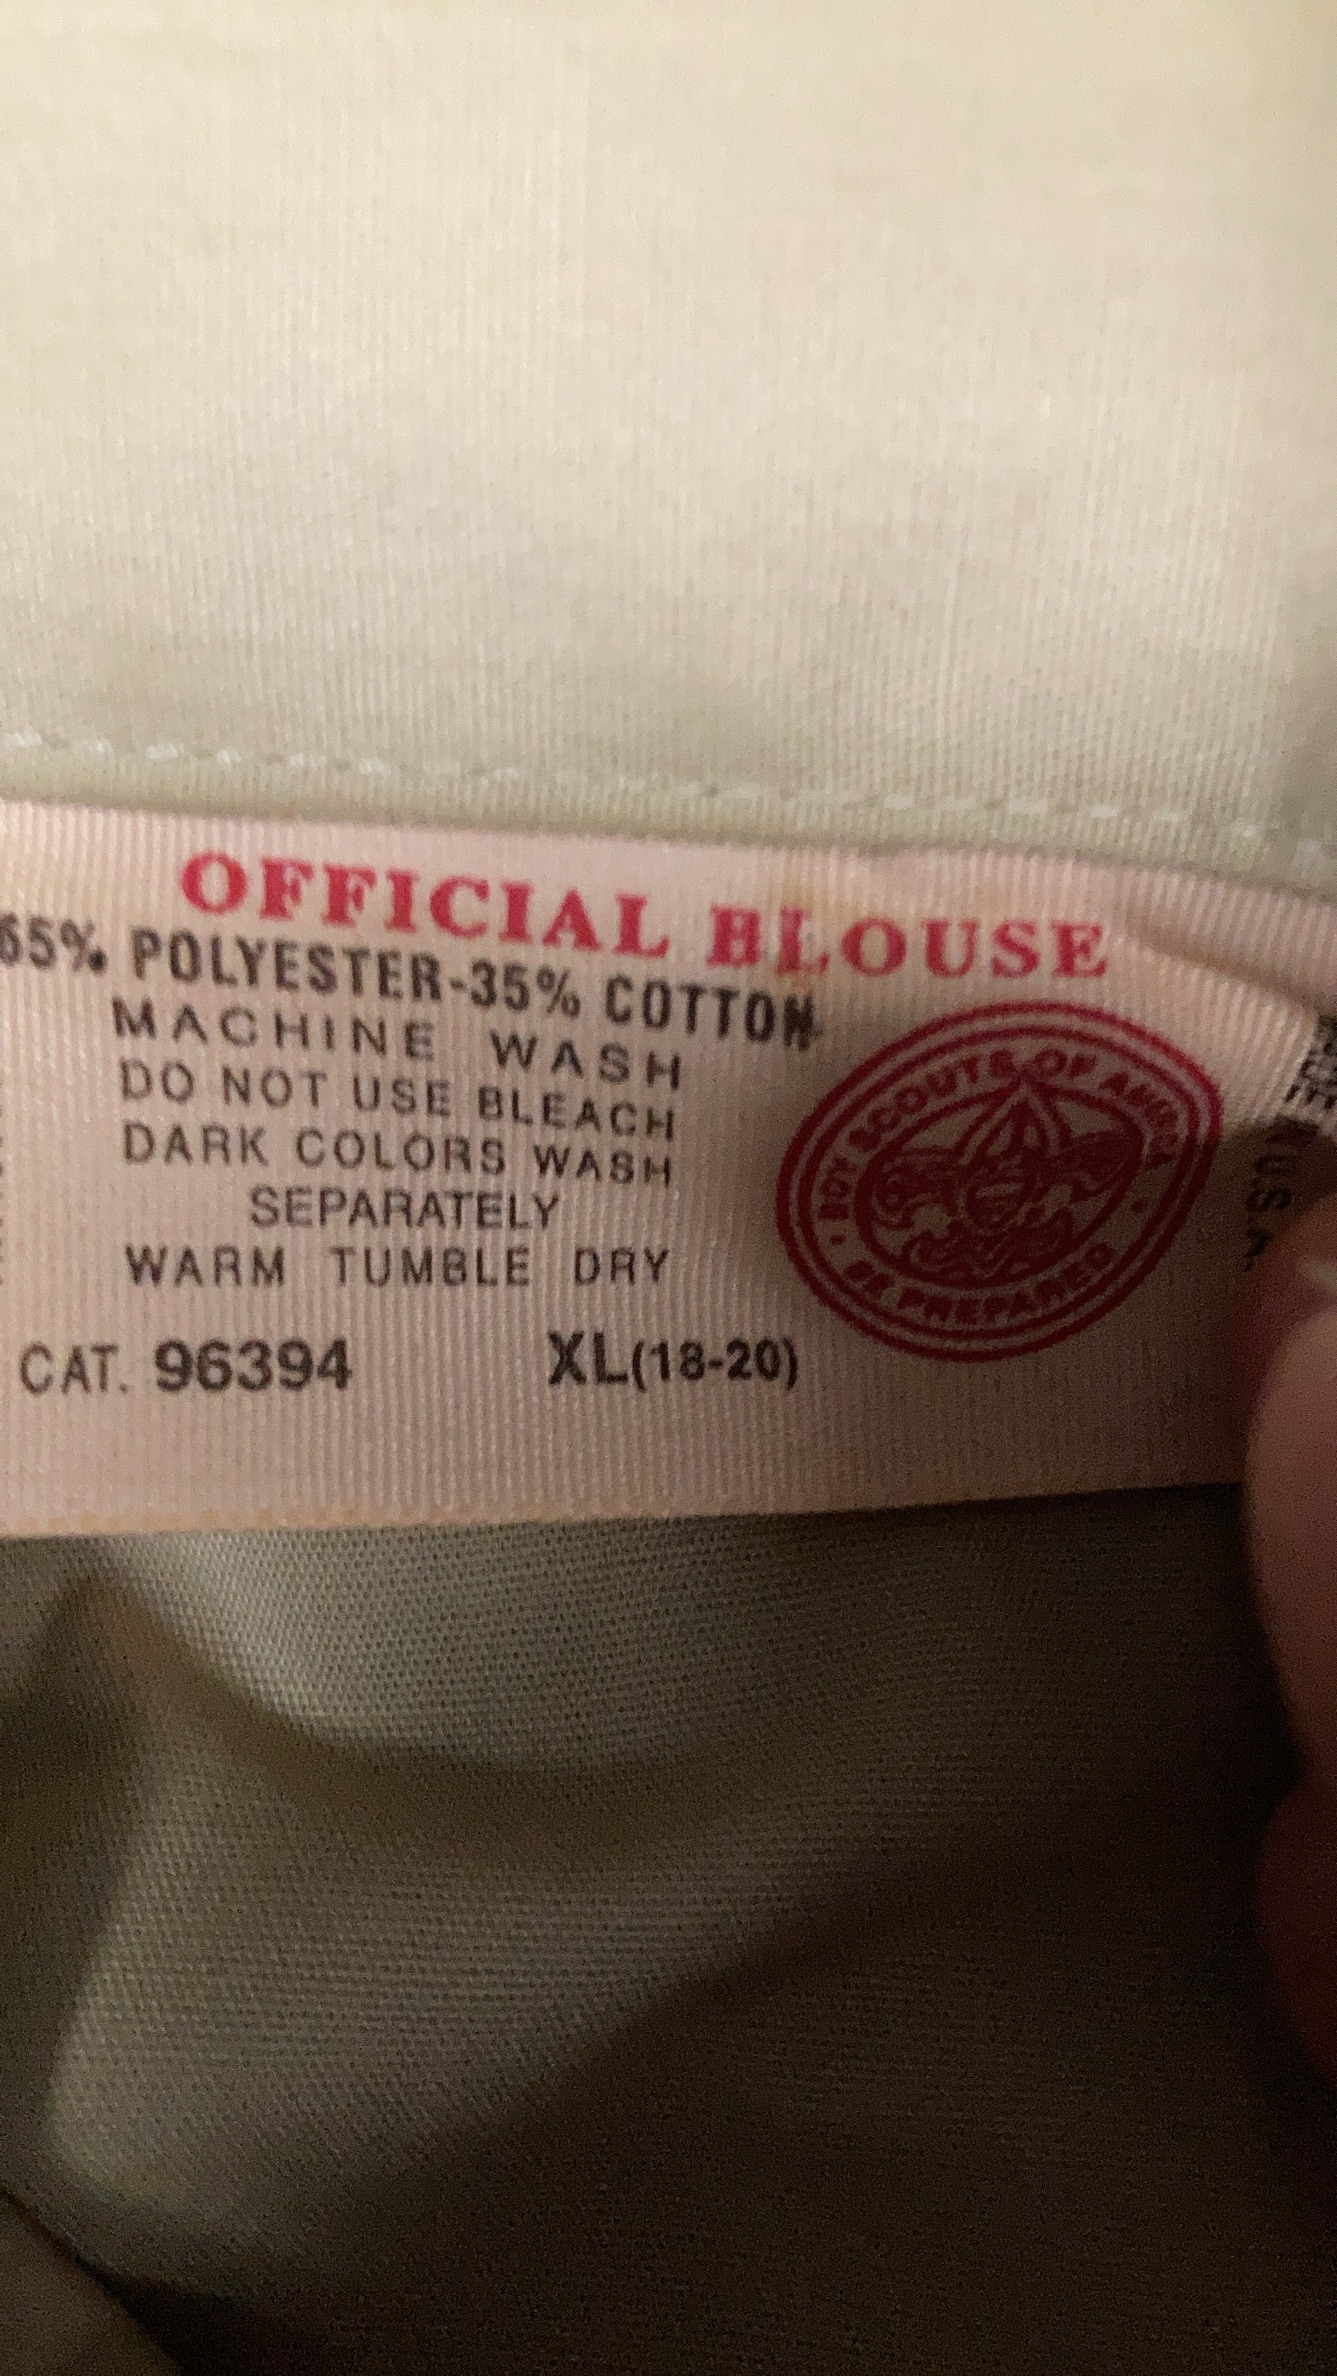 OFFICIAL BLOUSE
65% POLYESTER-35% COTTON
MACHINE WASH
DO NOT USE BLEACH
DARK COLORS WASH
SEPARATELY
WARM TUMBLE DRY
CAT. 96394 XL(18-20)
BOY SCOUTS OF AMERICA
BE PREPARED
U.S.A.